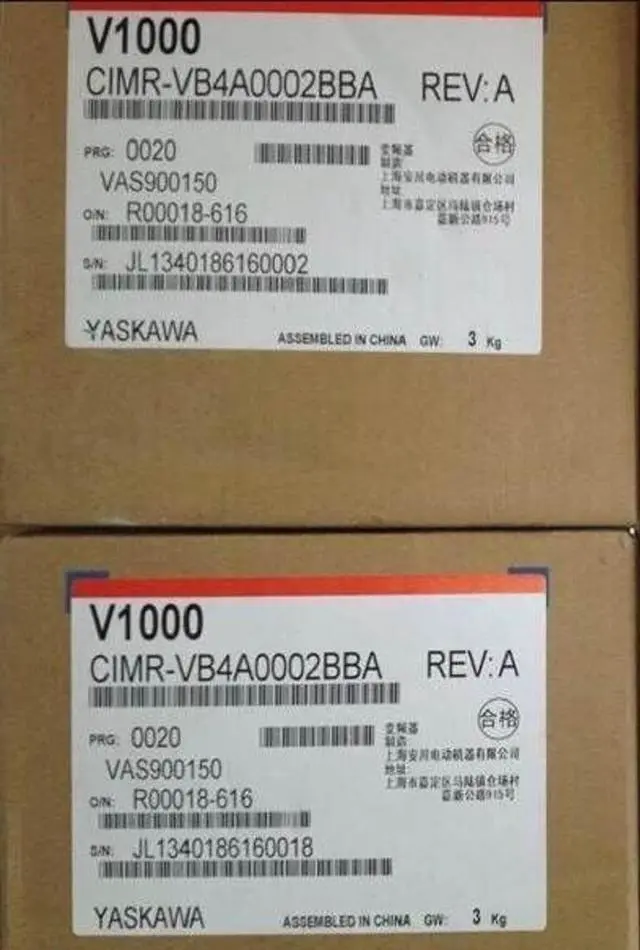 V1000
CIMR-VB4A0002BBA REV: A
合格
PRG: 0020
变频器
制造
VAS900150
上海安川电动机器有限公司
地址
上海市嘉定区马陆镇仓场村
嘉新公路915号
O/N: R00018-616
S/N: JL1340186160002
YASKAWA ASSEMBLED IN CHINA GW: 3 Kg
V1000
CIMR-VB4A0002BBA REV: A
合格
PRG: 0020
变频器
制造
VAS900150
上海安川电动机器有限公司
地址
上海市嘉定区马陆镇仓场村
嘉新公路915号
O/N: R00018-616
S/N: JL1340186160018
YASKAWA ASSEMBLED IN CHINA GW: 3 Kg